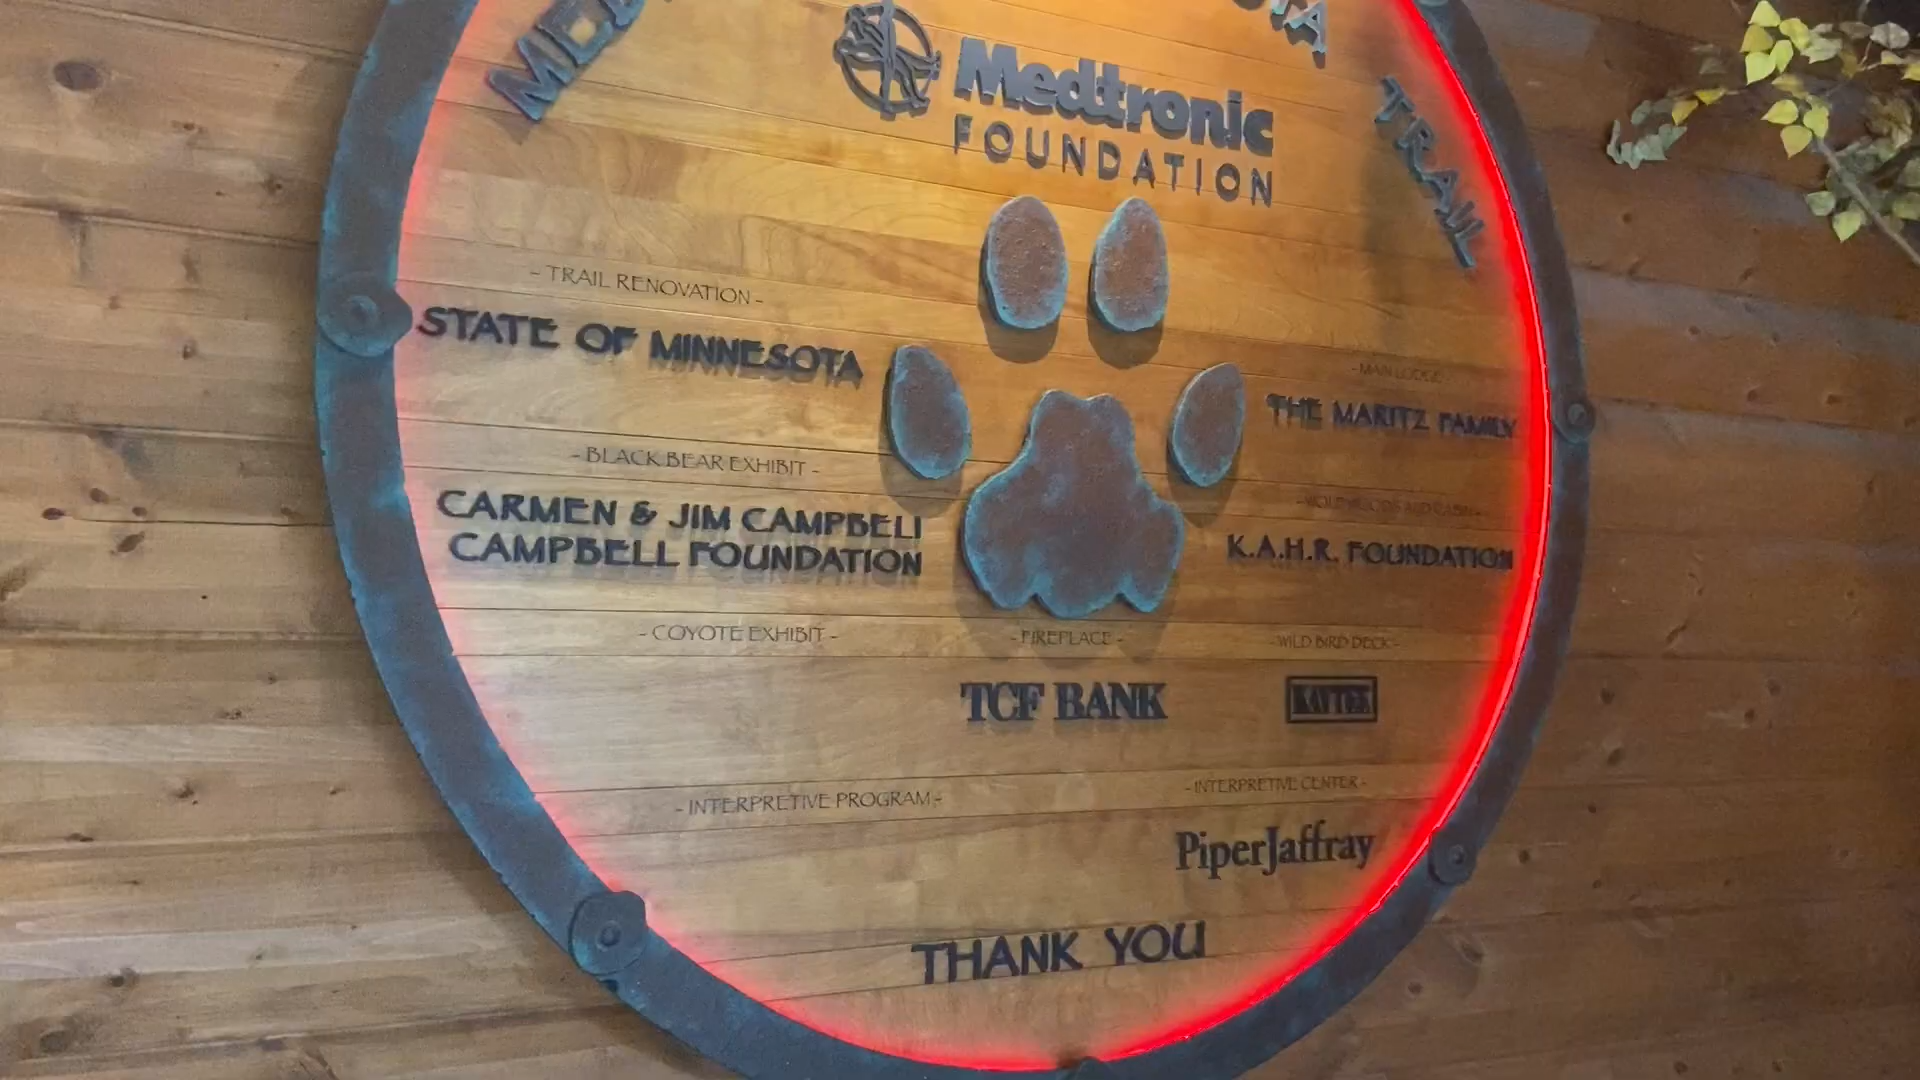 Medtronic
FOUNDATION
TRAIL
- TRAIL RENOVATION -
STATE OF MINNESOTA
- MAIN LODGE -
THE MARITZ FAMILY
- BLACK BEAR EXHIBIT -
CARMEN & JIM CAMPBELL
CAMPBELL FOUNDATION
K.A.H.R. FOUNDATION
- COYOTE EXHIBIT -
- FIREPLACE -
- WILD BIRD DECK -
TCF BANK
KAYTEE
- INTERPRETIVE PROGRAM -
- INTERPRETIVE CENTER -
PiperJaffray
THANK YOU